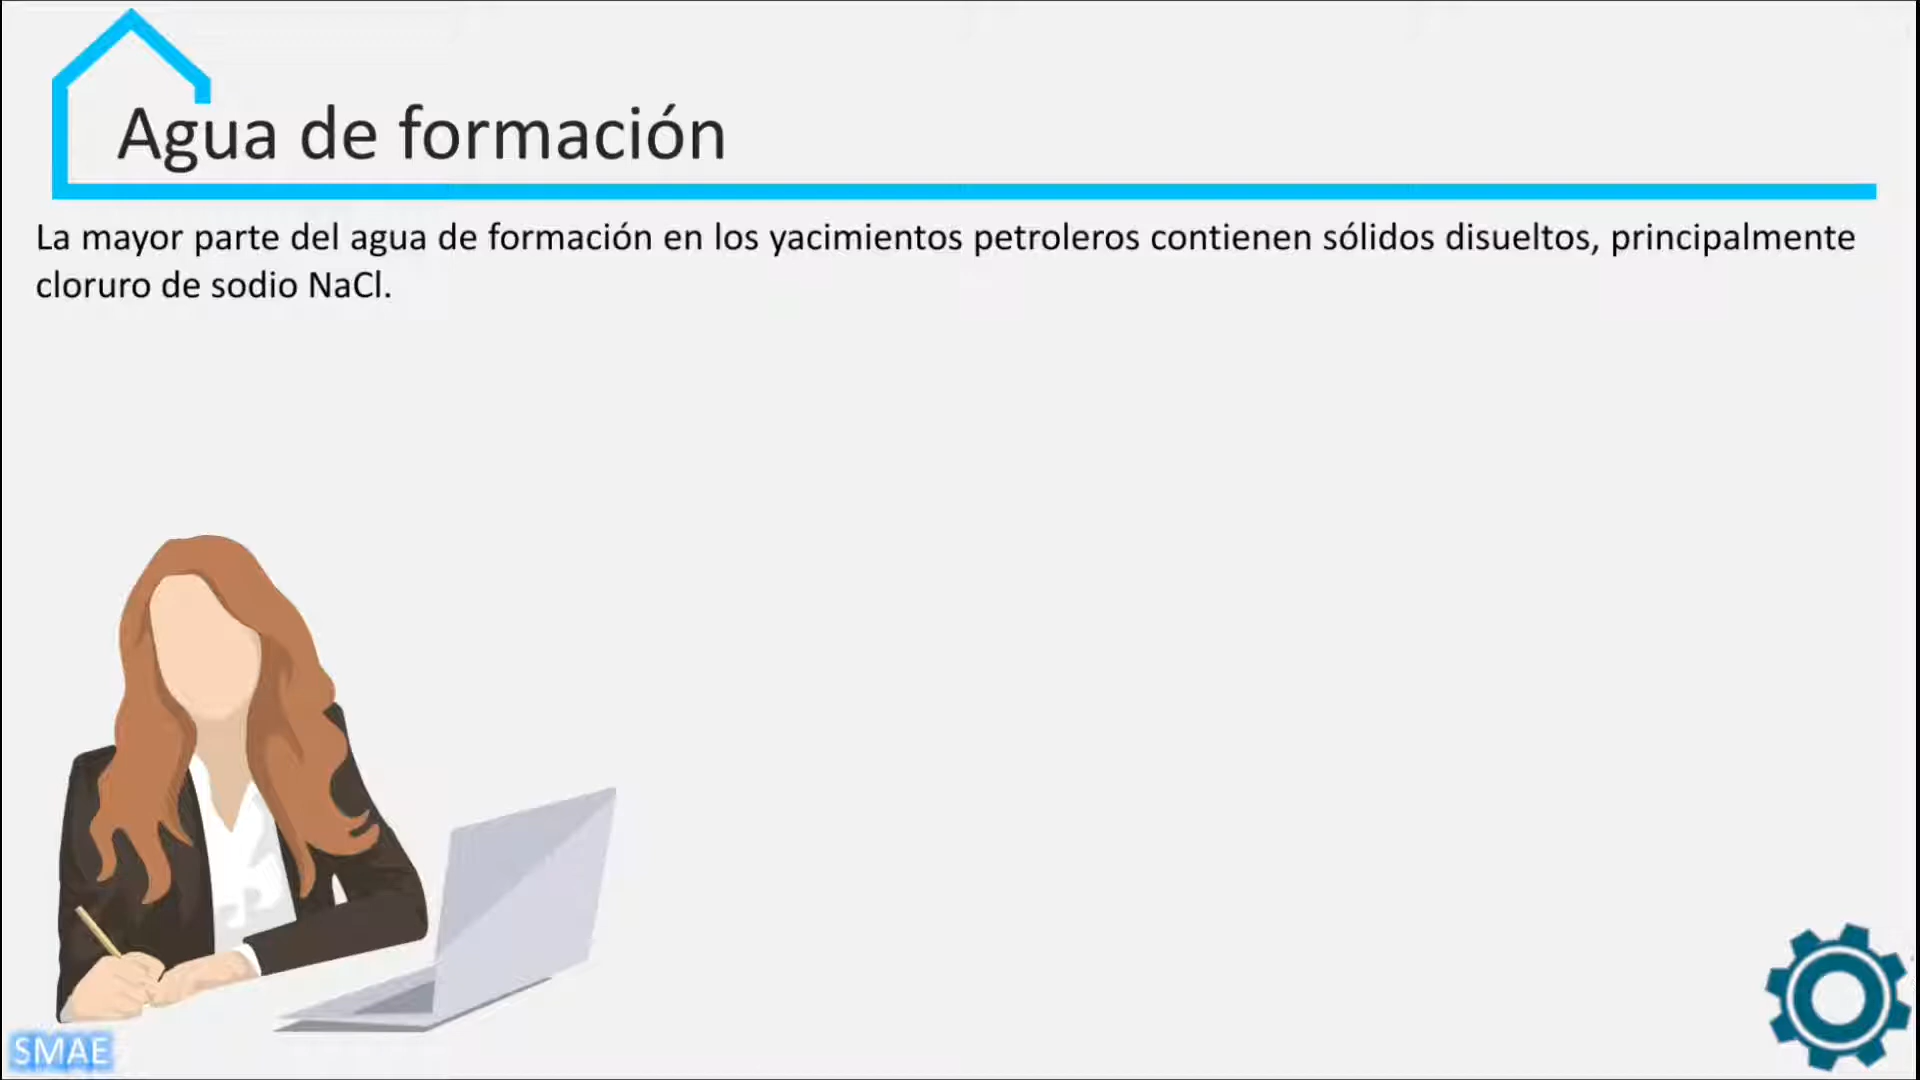 Agua de formación
La mayor parte del agua de formación en los yacimientos petroleros contienen sólidos disueltos, principalmente
cloruro de sodio NaCl.
SMAE